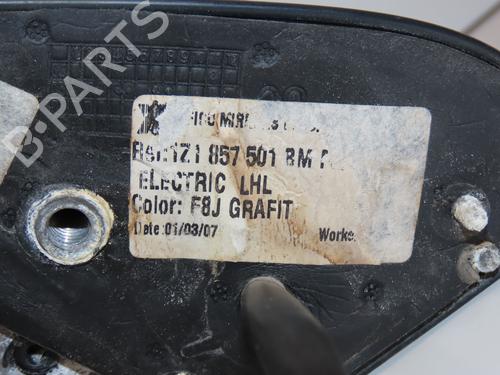 B-PARTS
1Z1 857 501 BM
ELECTRIC LHL
Color: F8J GRAFIT
Date:01/03/07 Works.